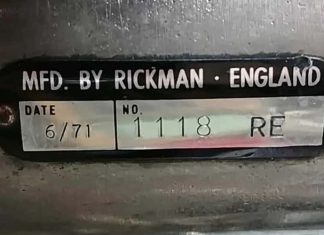 MFD. BY RICKMAN · ENGLAND
DATE NO.
6/71 1118 RE